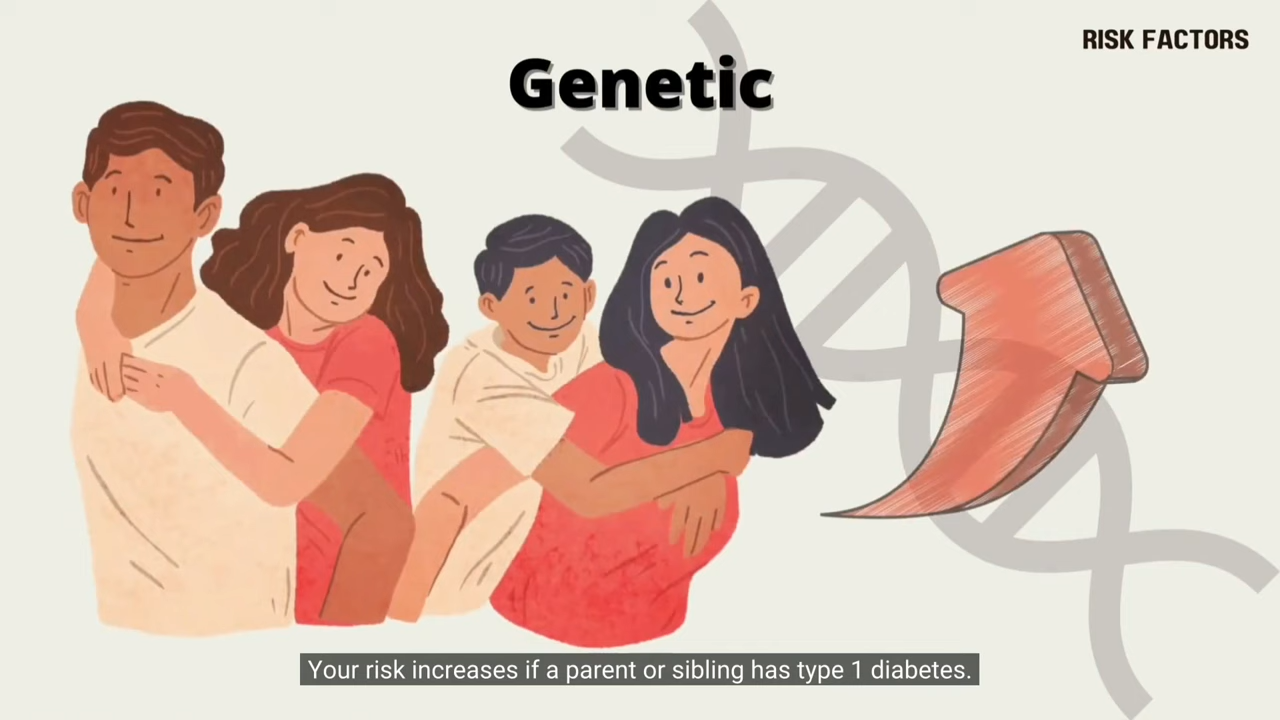 RISK FACTORS
Genetic
Your risk increases if a parent or sibling has type 1 diabetes.